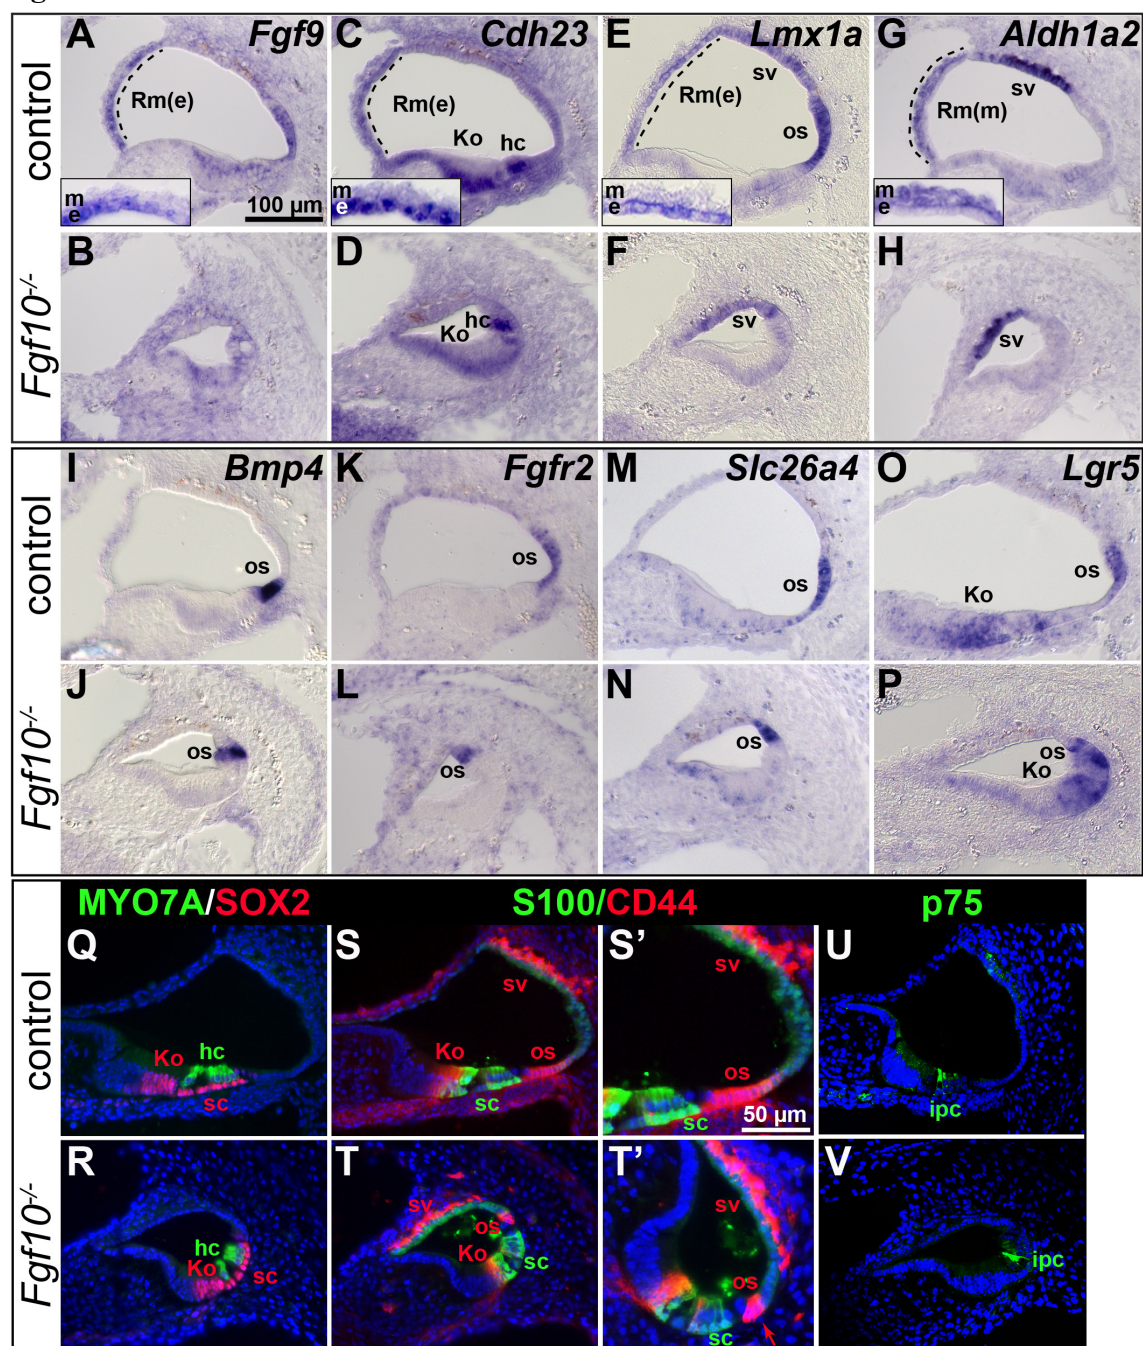 A Fgf9 C Cdh23 E Lmx1a G Aldh1a2
control
Rm(e) Rm(e) Ko hc Rm(e) sv os Rm(m) sv
m e 100 µm m e m e m e
B D F H
Fgf10-/-
hc Ko sv sv
I Bmp4 K Fgfr2 M Slc26a4 O Lgr5
control
os os os Ko os
J L N P
Fgf10-/-
os os os os Ko
MYO7A/SOX2 S100/CD44 p75
Q S S’ U
control
Ko hc sc sv Ko os sc sv os sc 50 µm ipc
R T T’ V
Fgf10-/-
hc Ko sc sv os Ko sc sv os sc ipc